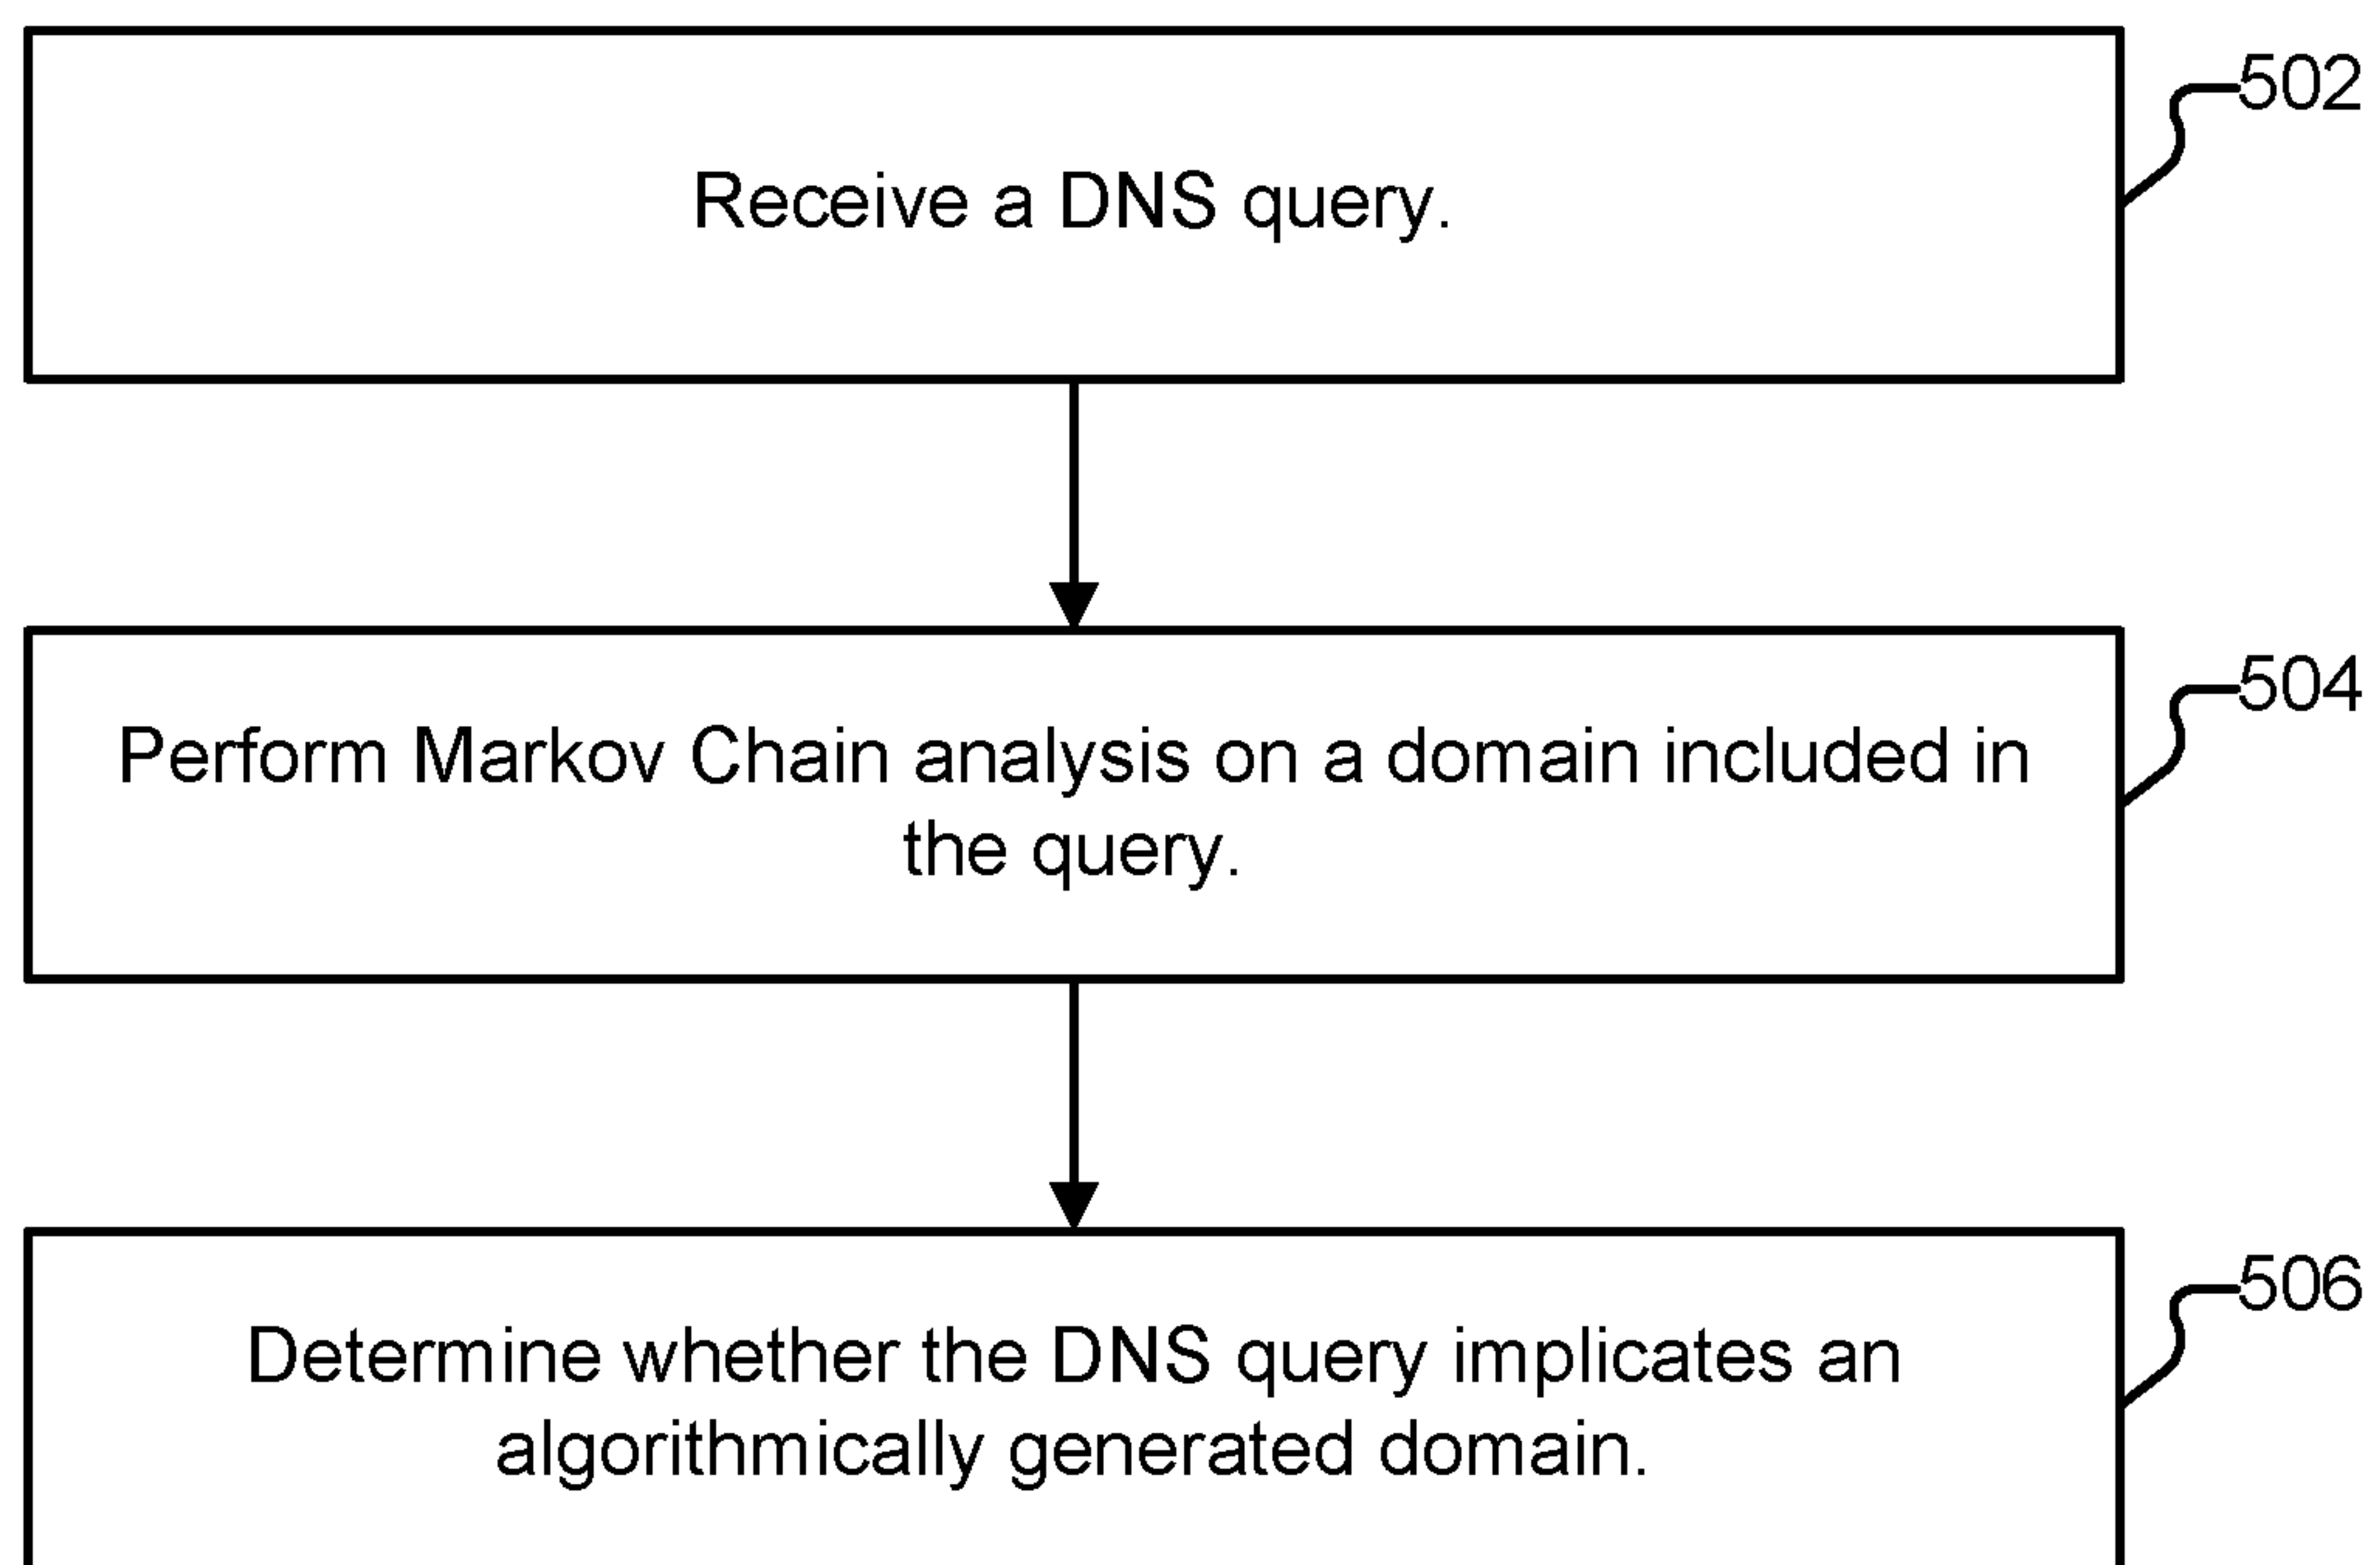 Receive a DNS query.
502
Perform Markov Chain analysis on a domain included in
the query.
504
Determine whether the DNS query implicates an
algorithmically generated domain.
506